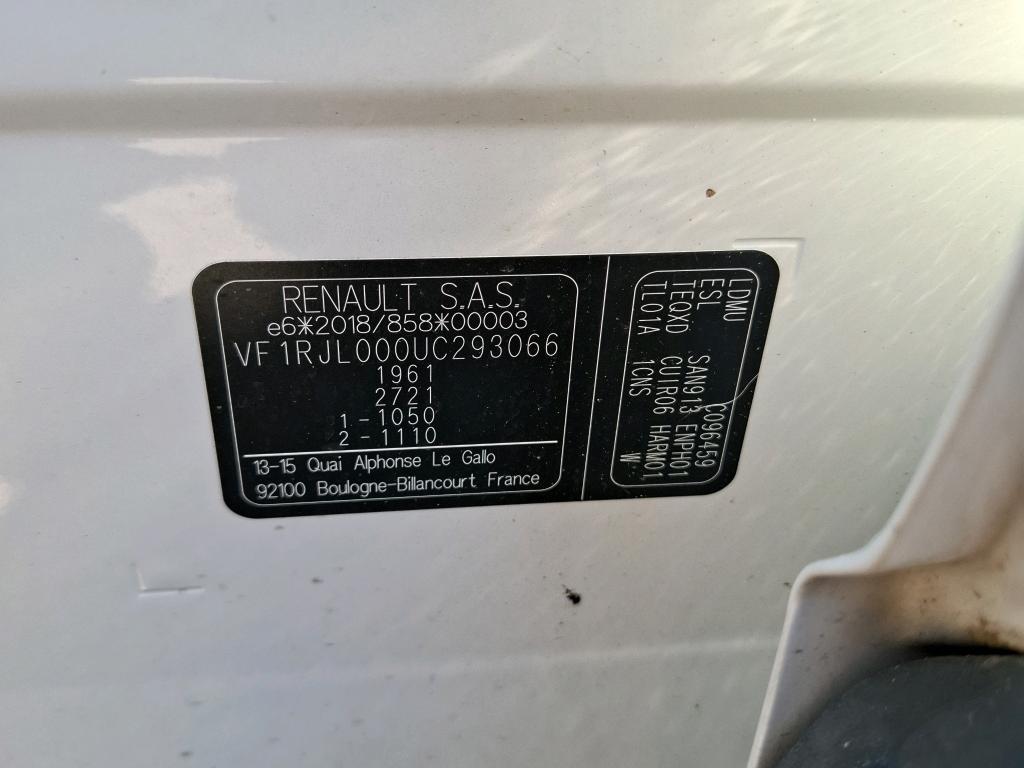 RENAULT S.A.S.
e6*2018/858*00003
VF1RJL000UC293066
1961
2721
1-1050
2-1110
13-15 Quai Alphonse Le Gallo
92100 Boulogne-Billancourt France
LDMU C096459
ESL SAN913 ENPH01
TEQXD CUIR06 HARM01
TL01A 1CNS W